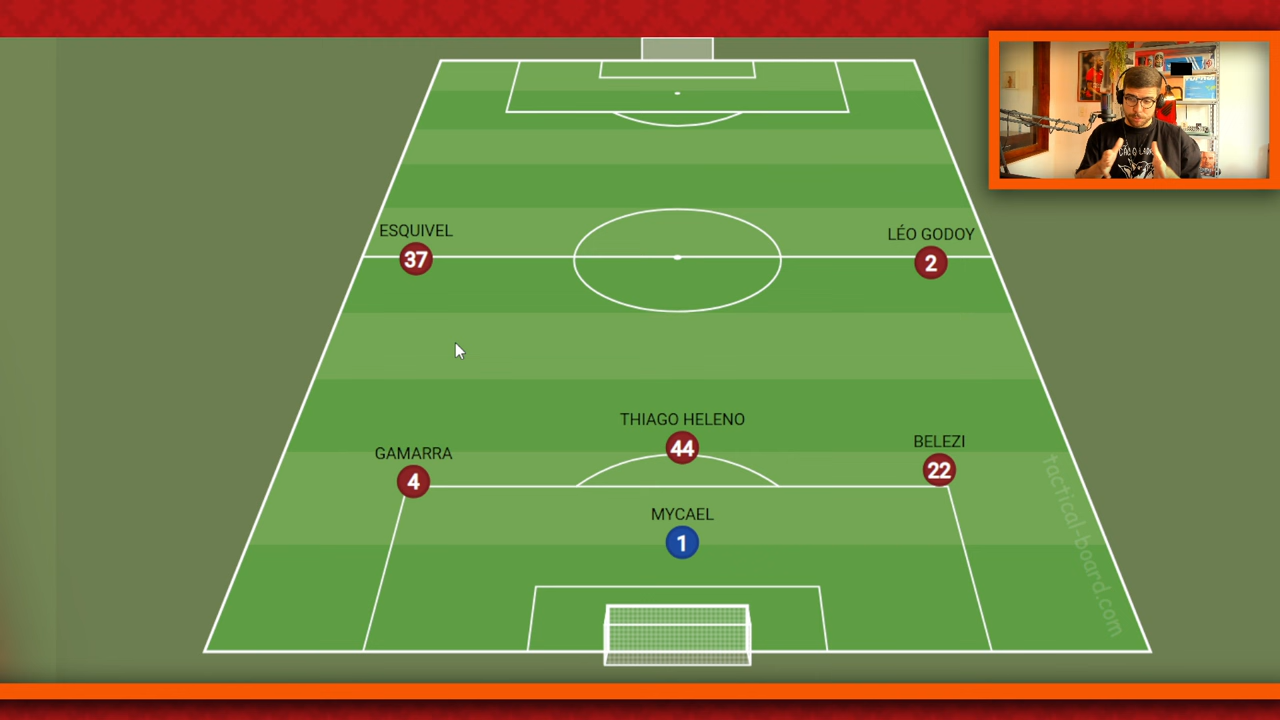 ESQUIVEL
37
LÉO GODOY
2
THIAGO HELENO
44
GAMARRA
4
BELEZI
22
MYCAEL
1
tactical-board.com